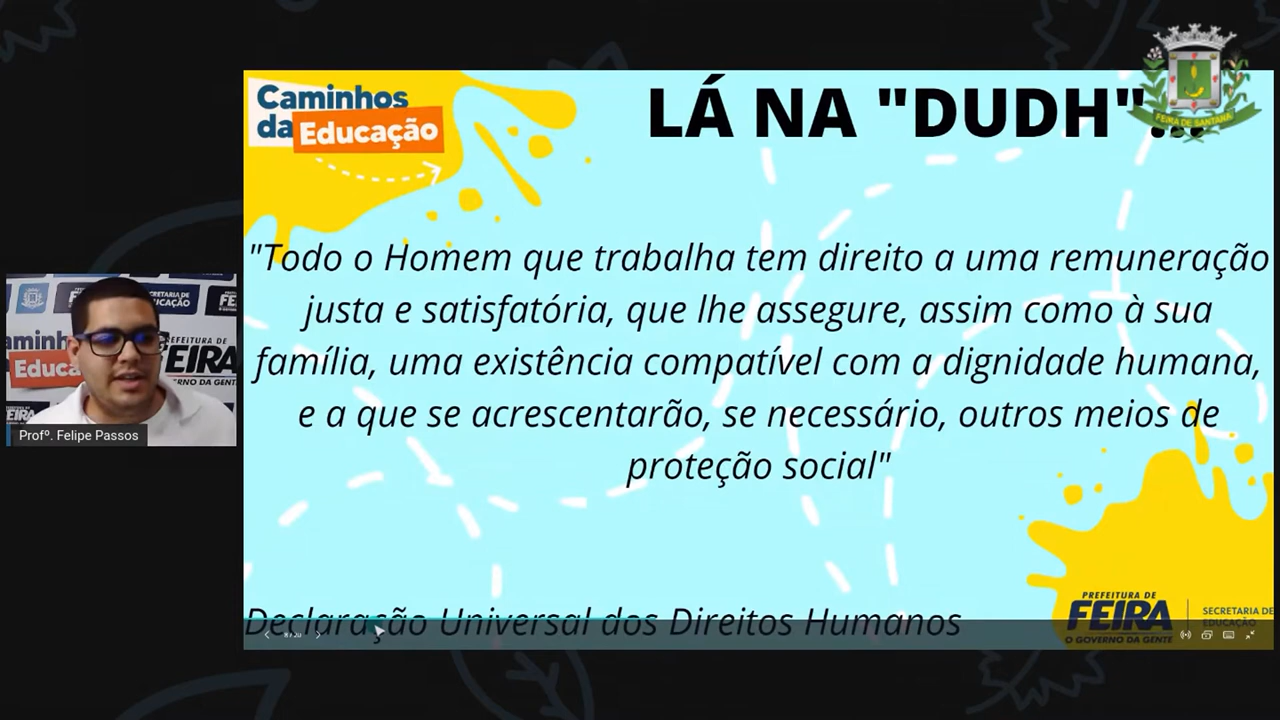 Caminhos
da Educação
LÁ NA "DUDH"...
FEIRA DE SANTANA
"Todo o Homem que trabalha tem direito a uma remuneração
justa e satisfatória, que lhe assegure, assim como à sua
família, uma existência compatível com a dignidade humana,
e a que se acrescentarão, se necessário, outros meios de
proteção social"
Declaração Universal dos Direitos Humanos
PREFEITURA DE
FEIRA
O GOVERNO DA GENTE
SECRETARIA DE
EDUCAÇÃO
Profº. Felipe Passos